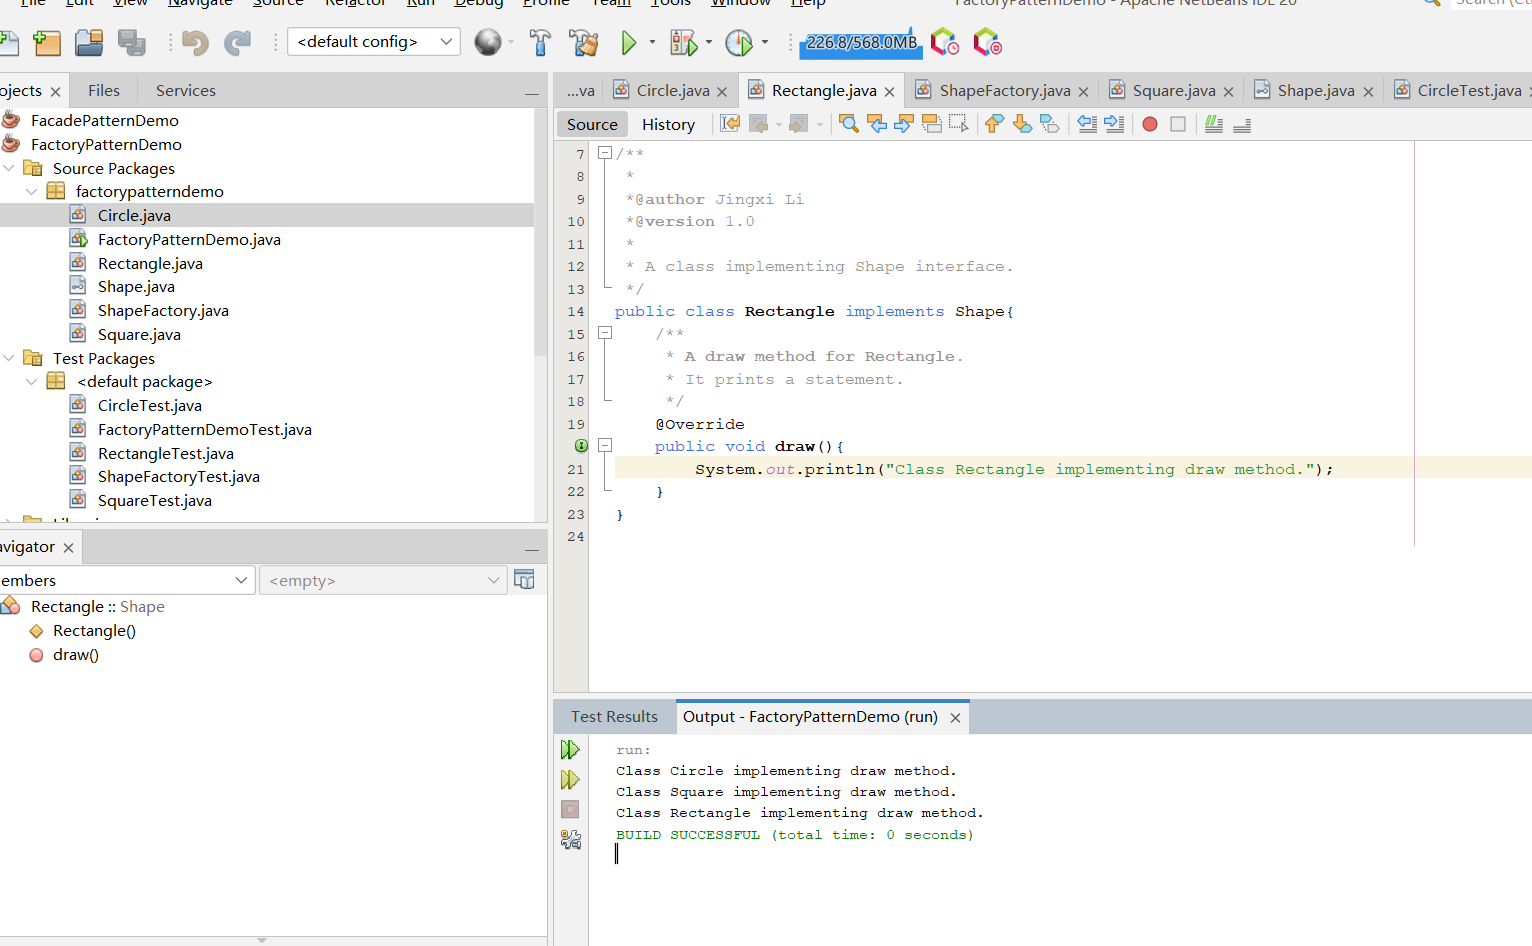 File Edit View Navigate Source Refactor Run Debug Profile Team Tools Window Help
FactoryPatternDemo - Apache NetBeans IDE 20
<default config>
226.8/568.0MB
ojects
Files
Services
FacadePatternDemo
FactoryPatternDemo
Source Packages
factorypatterndemo
Circle.java
FactoryPatternDemo.java
Rectangle.java
Shape.java
ShapeFactory.java
Square.java
Test Packages
<default package>
CircleTest.java
FactoryPatternDemoTest.java
RectangleTest.java
ShapeFactoryTest.java
SquareTest.java
avigator
embers
<empty>
Rectangle :: Shape
Rectangle()
draw()
...va
Circle.java
Rectangle.java
ShapeFactory.java
Square.java
Shape.java
CircleTest.java
Source
History
7 /**
8 *
9 *@author Jingxi Li
10 *@version 1.0
11 *
12 * A class implementing Shape interface.
13 */
14 public class Rectangle implements Shape{
15 /**
16 * A draw method for Rectangle.
17 * It prints a statement.
18 */
19 @Override
public void draw(){
21 System.out.println("Class Rectangle implementing draw method.");
22 }
23 }
24
Test Results
Output - FactoryPatternDemo (run)
run:
Class Circle implementing draw method.
Class Square implementing draw method.
Class Rectangle implementing draw method.
BUILD SUCCESSFUL (total time: 0 seconds)